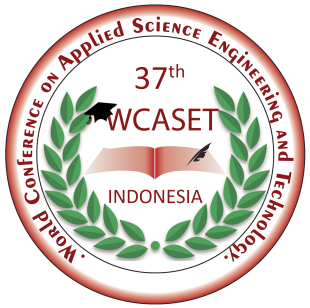 · World Conference on Applied Science Engineering and Technology ·
37th
WCASET
INDONESIA